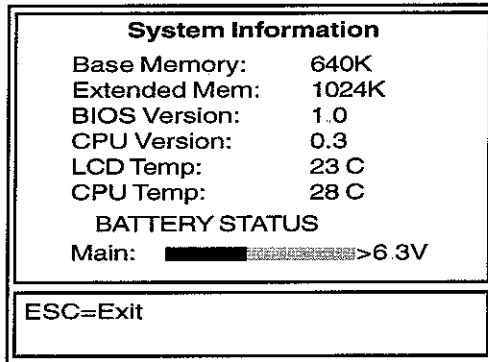 System Information
Base Memory: 640K
Extended Mem: 1024K
BIOS Version: 1.0
CPU Version: 0.3
LCD Temp: 23 C
CPU Temp: 28 C
BATTERY STATUS
Main: >6.3V
ESC=Exit